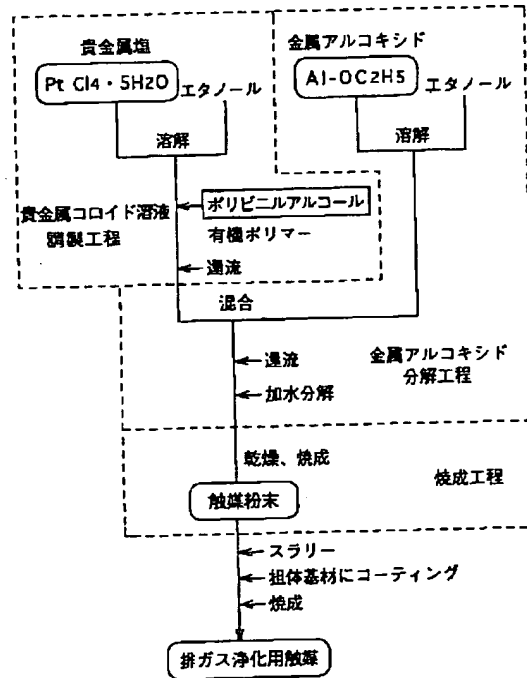 貴金属塩
Pt Cl4・5H2O
エタノール
溶解
金属アルコキシド
Al-OC2H5
エタノール
溶解
貴金属コロイド溶液
調製工程
ポリビニルアルコール
有機ポリマー
還流
混合
還流
加水分解
金属アルコキシド
分解工程
乾燥、焼成
焼成工程
触媒粉末
スラリー
担体基材にコーティング
焼成
排ガス浄化用触媒